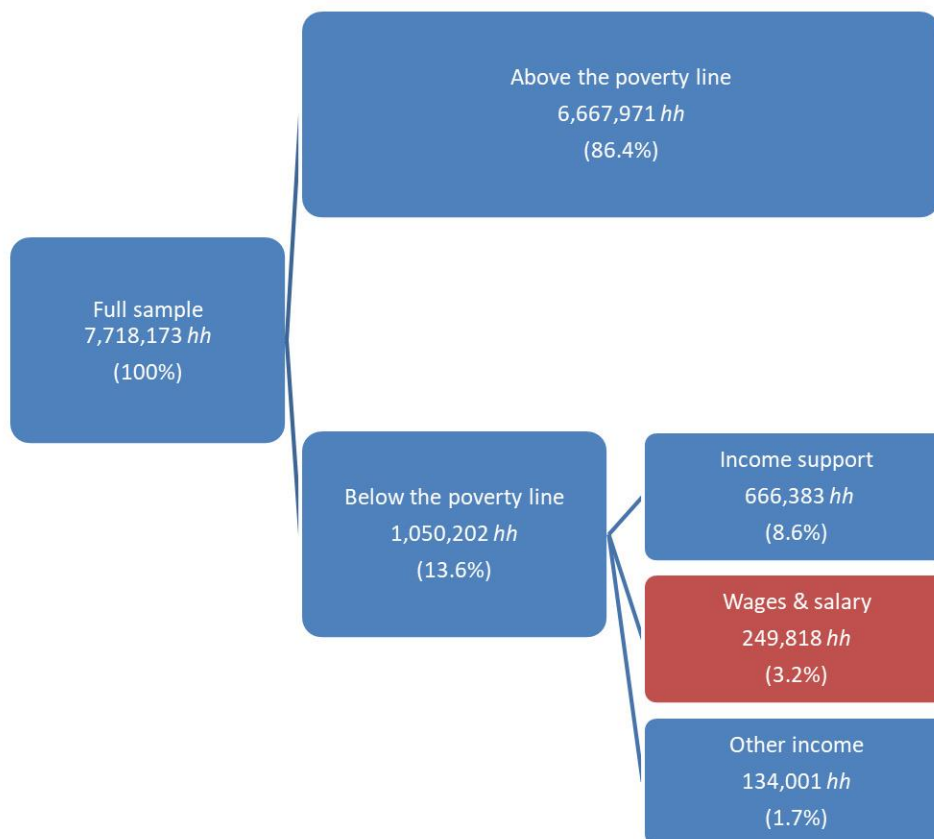 Above the poverty line
6,667,971 hh
(86.4%)
Full sample
7,718,173 hh
(100%)
Below the poverty line
1,050,202 hh
(13.6%)
Income support
666,383 hh
(8.6%)
Wages & salary
249,818 hh
(3.2%)
Other income
134,001 hh
(1.7%)